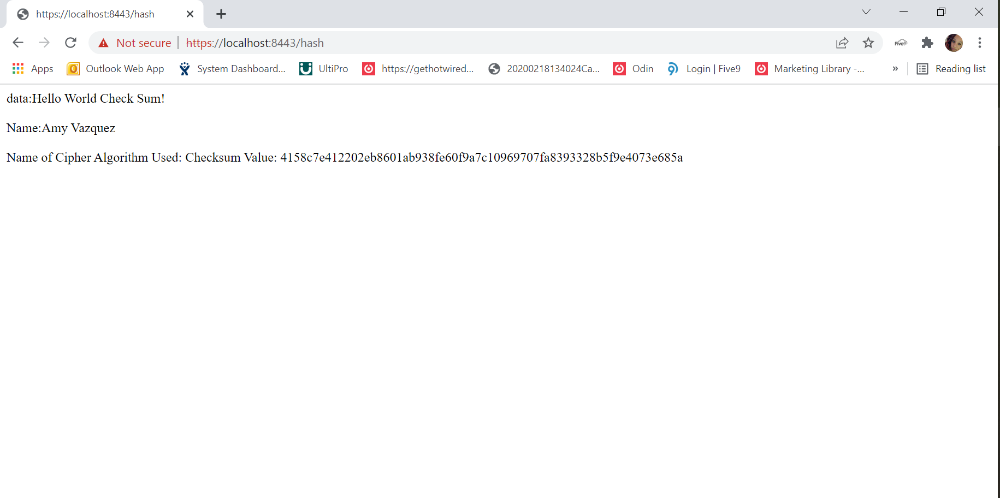 https://localhost:8443/hash
Not secure | https://localhost:8443/hash
Five9
Apps Outlook Web App System Dashboard... UltiPro https://gethotwired... 20200218134024Ca... Odin Login | Five9 Marketing Library -... » Reading list
data:Hello World Check Sum!
Name:Amy Vazquez
Name of Cipher Algorithm Used: Checksum Value: 4158c7e412202eb8601ab938fe60f9a7c10969707fa8393328b5f9e4073e685a